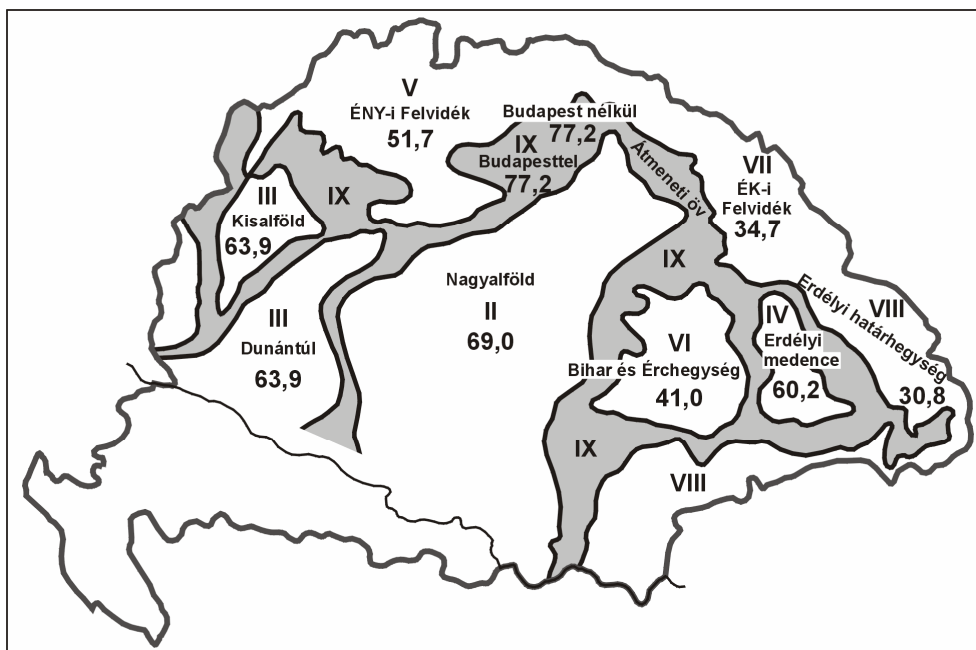 V
ÉNY-i Felvidék
51,7
Budapest nélkül
77,2
IX
Budapesttel
77,2
Átmeneti öv
VII
ÉK-i
Felvidék
34,7
III
Kisalföld
63,9
IX
IX
Nagyalföld
II
69,0
III
Dunántúl
63,9
VI
Bihar és Érchegység
41,0
IV
Erdélyi
medence
60,2
Erdélyi határhegység
VIII
30,8
IX
VIII